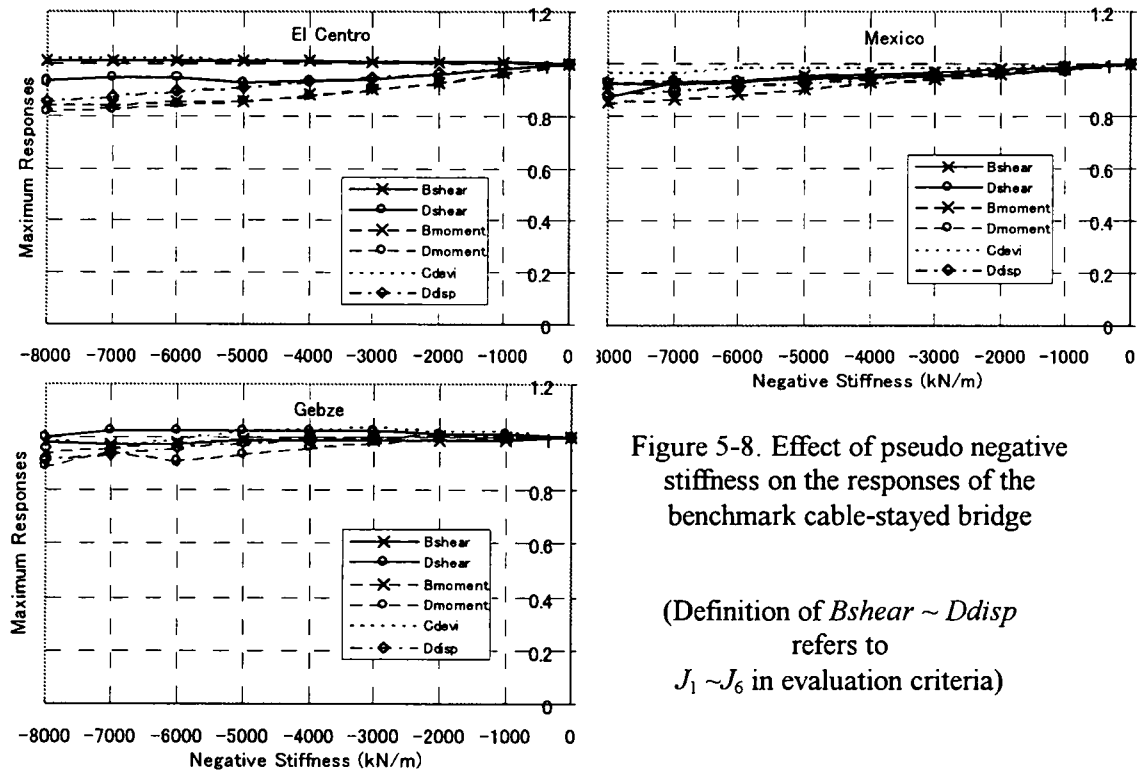 El Centro
Maximum Responses
1.2
1
0.8
0.6
0.4
0.2
0
Bshear
Dshear
Bmoment
Dmoment
Cdevi
Ddisp
-8000 -7000 -6000 -5000 -4000 -3000 -2000 -1000 0
Mexico
1.2
1
0.8
0.6
0.4
0.2
0
Bshear
Dshear
Bmoment
Dmoment
Cdevi
Ddisp
3000 -7000 -6000 -5000 -4000 -3000 -2000 -1000 0
Negative Stiffness (kN/m)
Gebze
Maximum Responses
1.2
1
0.8
0.6
0.4
0.2
0
Bshear
Dshear
Bmoment
Dmoment
Cdevi
Ddisp
-8000 -7000 -6000 -5000 -4000 -3000 -2000 -1000 0
Negative Stiffness (kN/m)
Figure 5-8. Effect of pseudo negative
stiffness on the responses of the
benchmark cable-stayed bridge
(Definition of Bshear ~ Ddisp
refers to
J1 ~J6 in evaluation criteria)